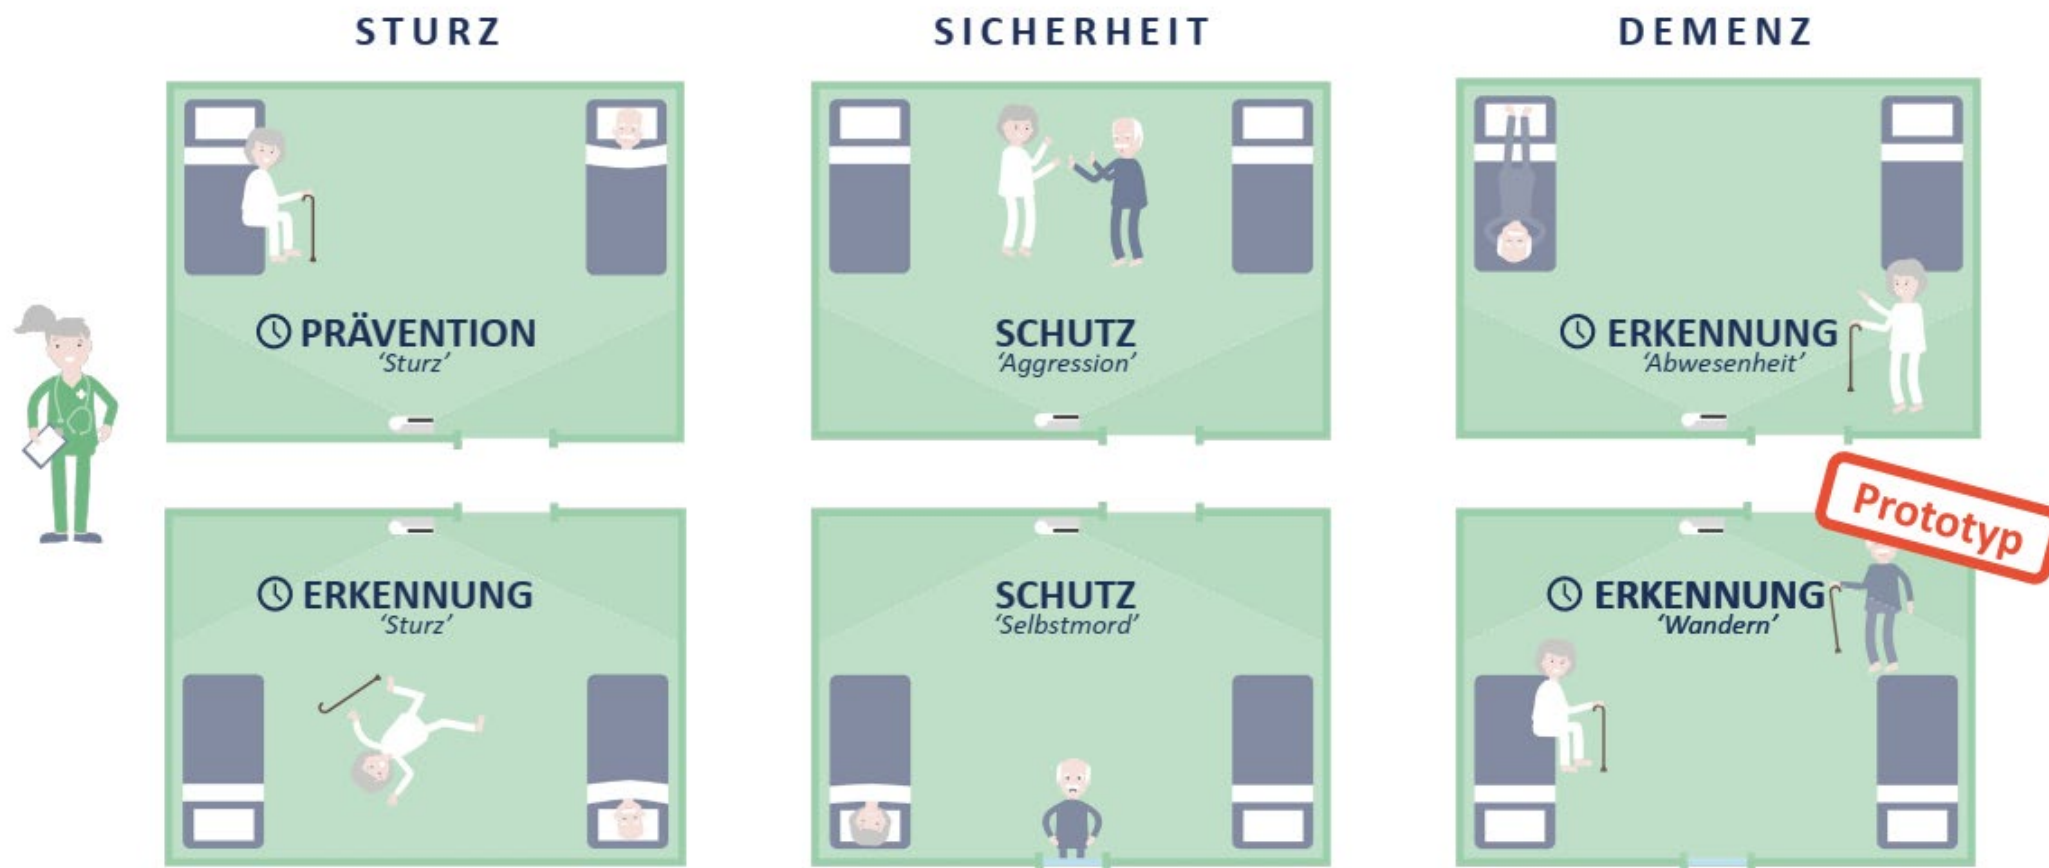 STURZ
SICHERHEIT
DEMENZ
PRÄVENTION
‘Sturz’
SCHUTZ
‘Aggression’
ERKENNUNG
‘Abwesenheit’
Prototyp
ERKENNUNG
‘Sturz’
SCHUTZ
‘Selbstmord’
ERKENNUNG
‘Wandern’